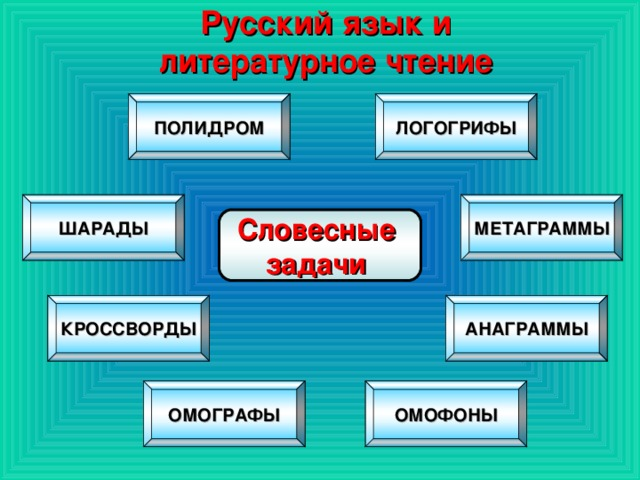 Русский язык и
литературное чтение
ПОЛИДРОМ
ЛОГОГРИФЫ
ШАРАДЫ
МЕТАГРАММЫ
Словесные
задачи
КРОССВОРДЫ
АНАГРАММЫ
ОМОГРАФЫ
ОМОФОНЫ